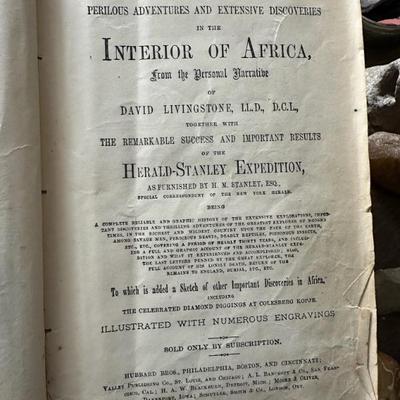 PERILOUS ADVENTURES AND EXTENSIVE DISCOVERIES
IN THE
INTERIOR OF AFRICA,
From the Personal Narrative
OF
DAVID LIVINGSTONE, LL.D., D.C.L.,
TOGETHER WITH
THE REMARKABLE SUCCESS AND IMPORTANT RESULTS
OF THE
HERALD-STANLEY EXPEDITION,
AS FURNISHED BY H. M. STANLEY, ESQ.,
SPECIAL CORRESPONDENT OF THE NEW YORK HERALD.
BEING
A COMPLETE RELIABLE AND GRAPHIC HISTORY OF THE EXTENSIVE EXPLORATIONS, IMPOR-
TANT DISCOVERIES AND THRILLING ADVENTURES OF THE GREATEST EXPLORER OF MODERN
TIMES, IN THE RICHEST AND WILDEST COUNTRY UPON THE FACE OF THE EARTH,
AMONG SAVAGE MEN, FEROCIOUS BEASTS, DEADLY REPTILES, POISONOUS INSECTS,
ETC., ETC., COVERING A PERIOD OF NEARLY THIRTY YEARS, AND INCLUD-
ING A FULL AND GRAPHIC ACCOUNT OF THE HERALD-STANLEY EXPE-
DITION AND WHAT IT EXPERIENCED AND ACCOMPLISHED; ALSO,
THE LAST LETTERS PENNED BY THE GREAT EXPLORER, THE
FULL ACCOUNT OF HIS LONELY DEATH, RETURN OF THE
REMAINS TO ENGLAND, BURIAL, ETC., ETC.
To which is added a Sketch of other Important Discoveries in Africa,
INCLUDING
THE CELEBRATED DIAMOND DIGGINGS AT COLESBERG KOPJE.
ILLUSTRATED WITH NUMEROUS ENGRAVINGS
SOLD ONLY BY SUBSCRIPTION.
HUBBARD BROS., PHILADELPHIA, BOSTON, AND CINCINNATI;
VALLEY PUBLISHING CO., ST. LOUIS, AND CHICAGO; A. L. BANCROFT & CO., SAN FRAN-
CISCO, CAL.; H. A. W. BLACKBURN, DETROIT, MICH.; MOORE & OLIVER,
DAVENPORT, IOWA; SCHUYLER, SMITH & CO., LONDON, ONT.